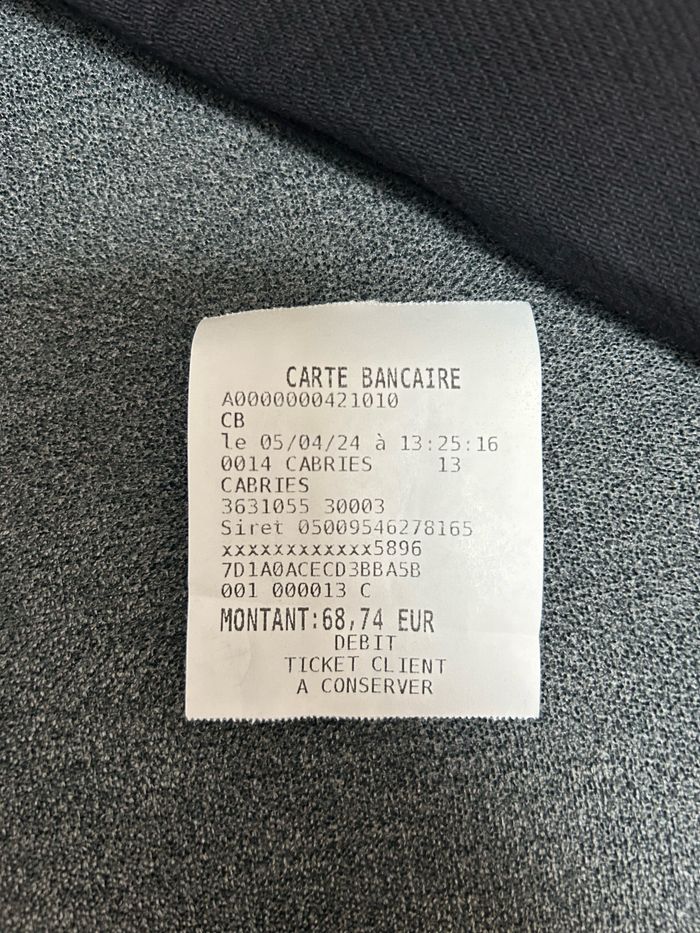 CARTE BANCAIRE
A0000000421010
CB
le 05/04/24 à 13:25:16
0014 CABRIES 13
CABRIES
3631055 30003
Siret 05009546278165
xxxxxxxxxxxx5896
7D1A0ACECD3BBA5B
001 000013 C
MONTANT:68,74 EUR
DEBIT
TICKET CLIENT
A CONSERVER